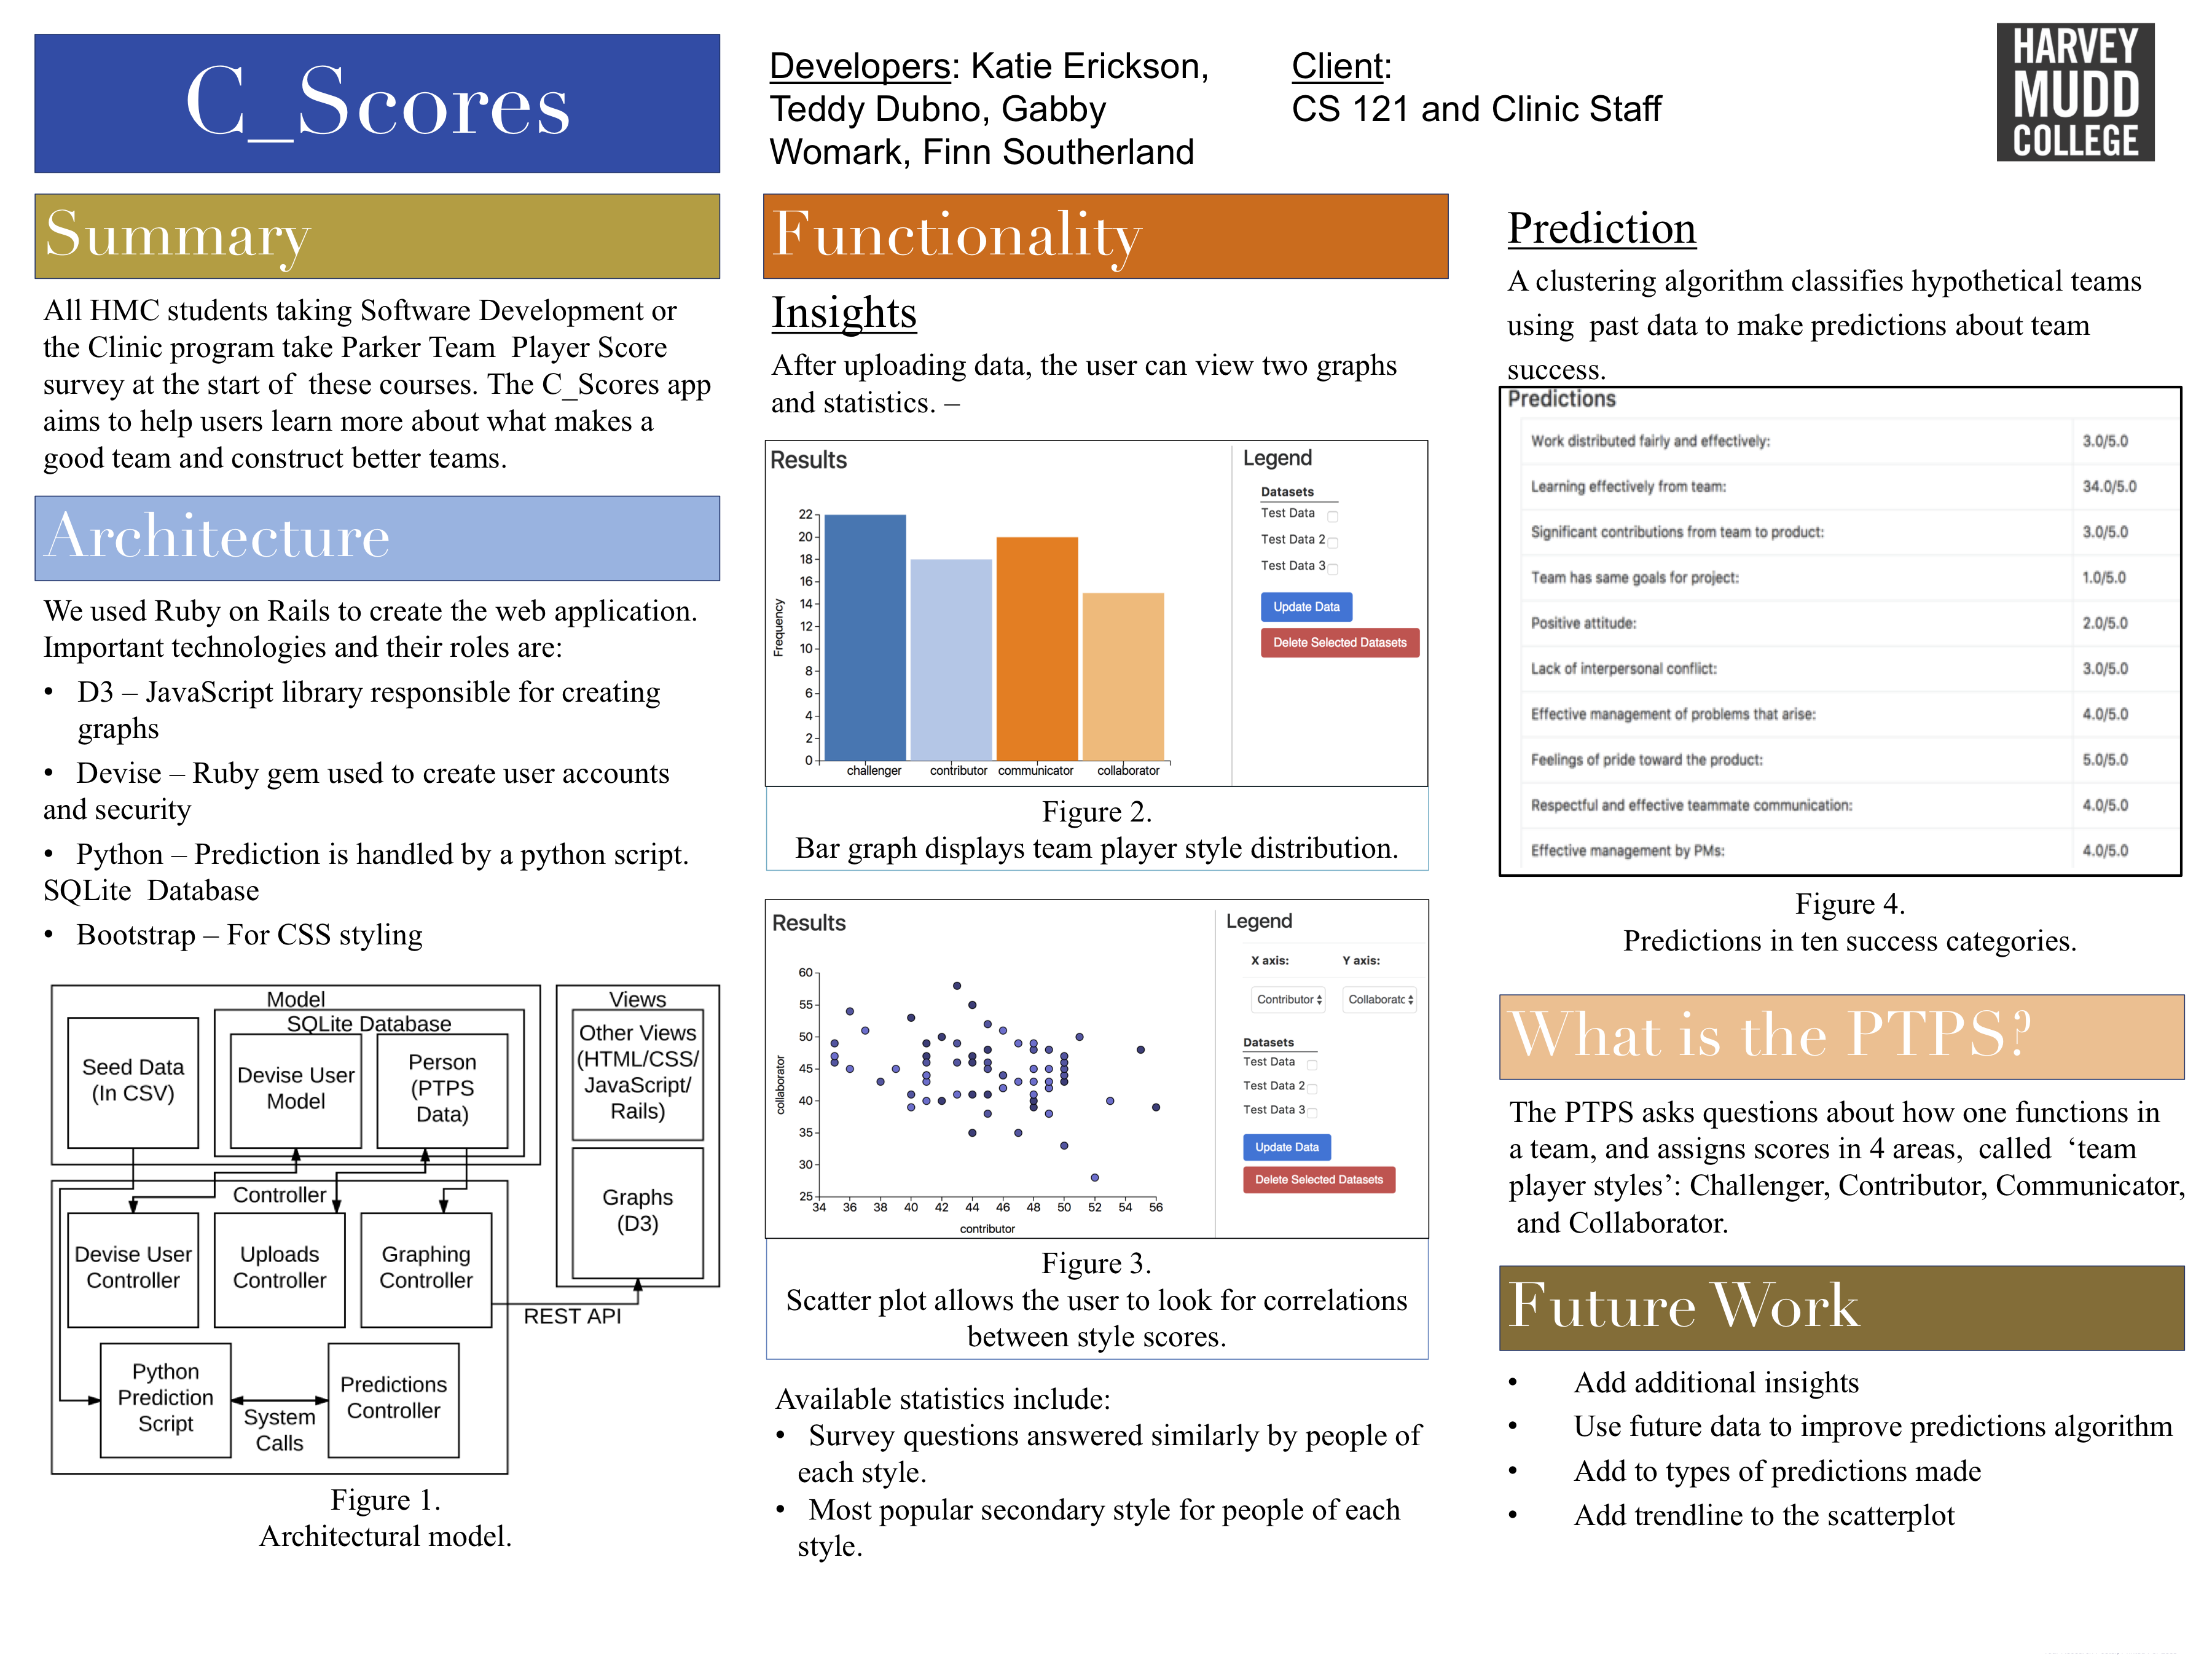 C_Scores
Developers: Katie Erickson,
Teddy Dubno, Gabby
Womark, Finn Southerland
Client:
CS 121 and Clinic Staff
HARVEY
MUDD
COLLEGE
Summary
All HMC students taking Software Development or
the Clinic program take Parker Team Player Score
survey at the start of these courses. The C_Scores app
aims to help users learn more about what makes a
good team and construct better teams.
Architecture
We used Ruby on Rails to create the web application.
Important technologies and their roles are:
• D3 – JavaScript library responsible for creating
graphs
• Devise – Ruby gem used to create user accounts
and security
• Python – Prediction is handled by a python script.
SQLite Database
• Bootstrap – For CSS styling
Model
SQLite Database
Seed Data
(In CSV)
Devise User
Model
Person
(PTPS
Data)
Views
Other Views
(HTML/CSS/
JavaScript/
Rails)
Graphs
(D3)
Controller
Devise User
Controller
Uploads
Controller
Graphing
Controller
REST API
Python
Prediction
Script
System
Calls
Predictions
Controller
Figure 1.
Architectural model.
Functionality
Insights
After uploading data, the user can view two graphs
and statistics. –
Results
Frequency
22
20
18
16
14
12
10
8
6
4
2
0
challenger contributor communicator collaborator
Legend
Datasets
Test Data
Test Data 2
Test Data 3
Update Data
Delete Selected Datasets
Figure 2.
Bar graph displays team player style distribution.
Results
collaborator
60
55
50
45
40
35
30
25
34 36 38 40 42 44 46 48 50 52 54 56
contributor
Legend
X axis: Y axis:
Contributor Collaboratc
Datasets
Test Data
Test Data 2
Test Data 3
Update Data
Delete Selected Datasets
Figure 3.
Scatter plot allows the user to look for correlations
between style scores.
Available statistics include:
• Survey questions answered similarly by people of
each style.
• Most popular secondary style for people of each
style.
Prediction
A clustering algorithm classifies hypothetical teams
using past data to make predictions about team
success.
Predictions
Work distributed fairly and effectively: 3.0/5.0
Learning effectively from team: 34.0/5.0
Significant contributions from team to product: 3.0/5.0
Team has same goals for project: 1.0/5.0
Positive attitude: 2.0/5.0
Lack of interpersonal conflict: 3.0/5.0
Effective management of problems that arise: 4.0/5.0
Feelings of pride toward the product: 5.0/5.0
Respectful and effective teammate communication: 4.0/5.0
Effective management by PMs: 4.0/5.0
Figure 4.
Predictions in ten success categories.
What is the PTPS?
The PTPS asks questions about how one functions in
a team, and assigns scores in 4 areas, called ‘team
player styles’: Challenger, Contributor, Communicator,
and Collaborator.
Future Work
• Add additional insights
• Use future data to improve predictions algorithm
• Add to types of predictions made
• Add trendline to the scatterplot